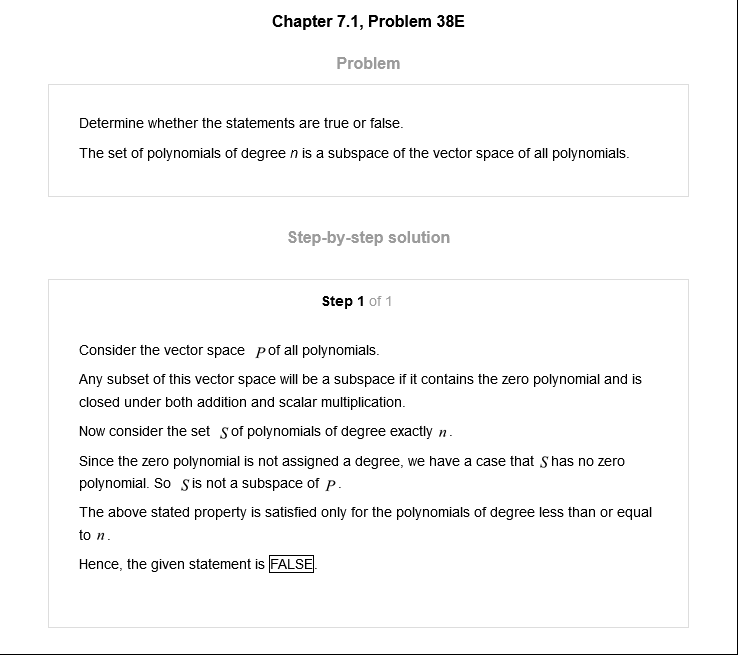 Chapter 7.1, Problem 38E
Problem
Determine whether the statements are true or false.
The set of polynomials of degree n is a subspace of the vector space of all polynomials.
Step-by-step solution
Step 1 of 1
Consider the vector space P of all polynomials.
Any subset of this vector space will be a subspace if it contains the zero polynomial and is
closed under both addition and scalar multiplication.
Now consider the set S of polynomials of degree exactly n.
Since the zero polynomial is not assigned a degree, we have a case that S has no zero
polynomial. So S is not a subspace of P.
The above stated property is satisfied only for the polynomials of degree less than or equal
to n.
Hence, the given statement is FALSE.